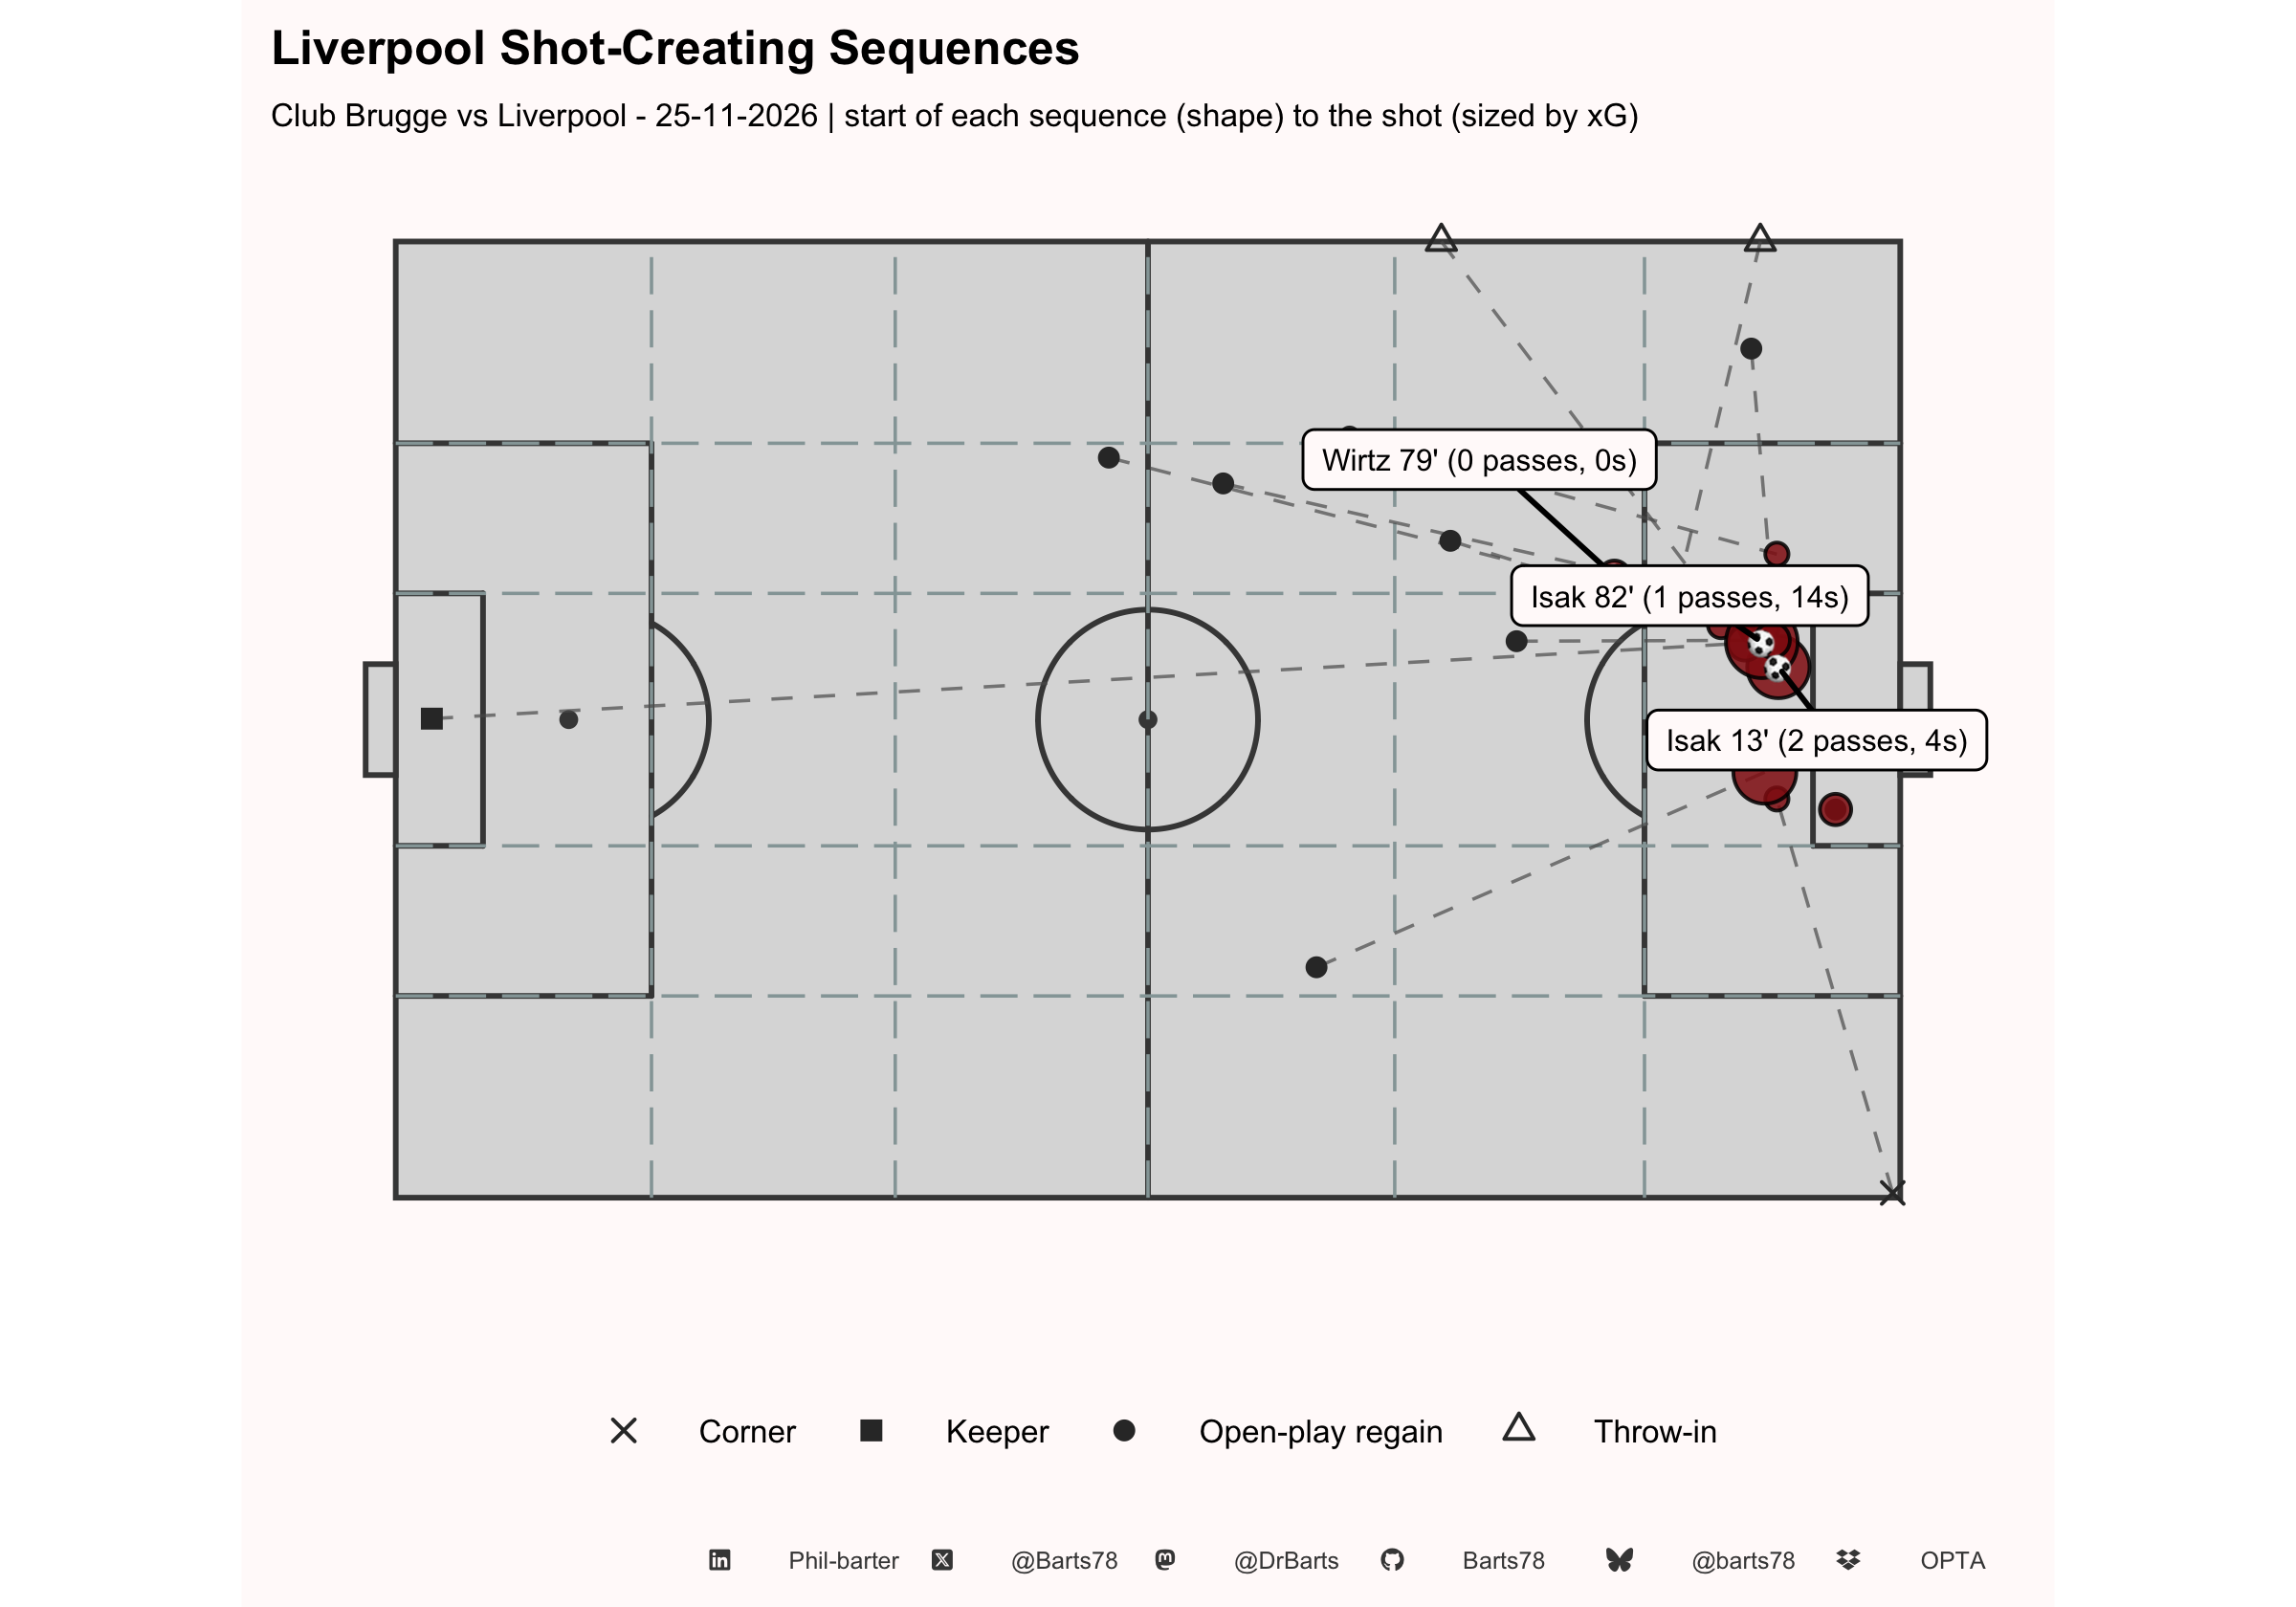 Liverpool Shot-Creating Sequences
Club Brugge vs Liverpool - 25-11-2026 | start of each sequence (shape) to the shot (sized by xG)
Wirtz 79' (0 passes, 0s)
Isak 82' (1 passes, 14s)
Isak 13' (2 passes, 4s)
Corner Keeper Open-play regain Throw-in
Phil-barter @Barts78 @DrBarts Barts78 @barts78 OPTA